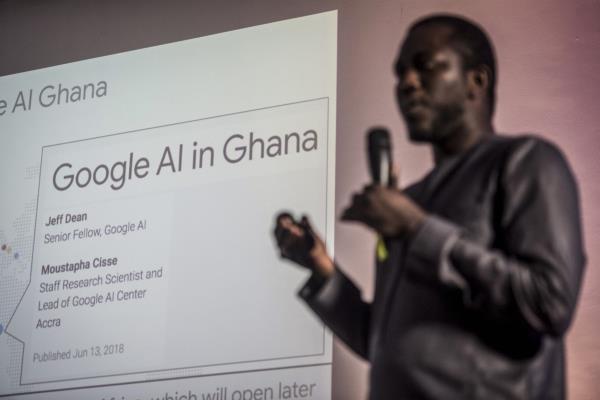 AI Ghana
Google AI in Ghana
Jeff Dean
Senior Fellow, Google AI
Moustapha Cisse
Staff Research Scientist and
Lead of Google AI Center
Accra
Published Jun 13, 2018
which will open later